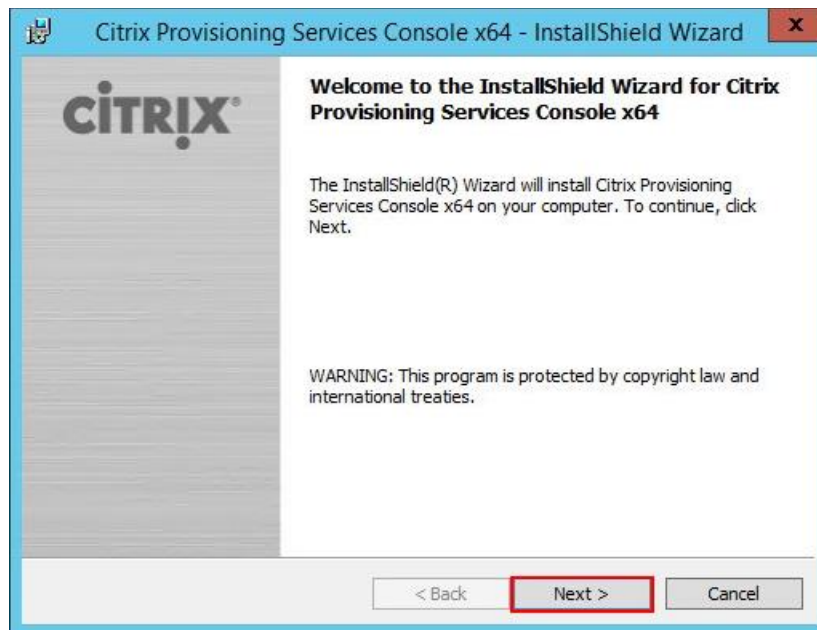 Citrix Provisioning Services Console x64 - InstallShield Wizard
x
CİTRIX®
Welcome to the InstallShield Wizard for Citrix
Provisioning Services Console x64
The InstallShield(R) Wizard will install Citrix Provisioning
Services Console x64 on your computer. To continue, click
Next.
WARNING: This program is protected by copyright law and
international treaties.
< Back
Next >
Cancel